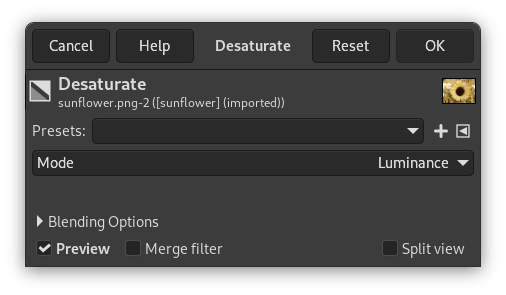 Cancel Help Desaturate Reset OK
Desaturate
sunflower.png-2 ([sunflower] (imported))
Presets:
Mode Luminance
Blending Options
Preview Merge filter Split view